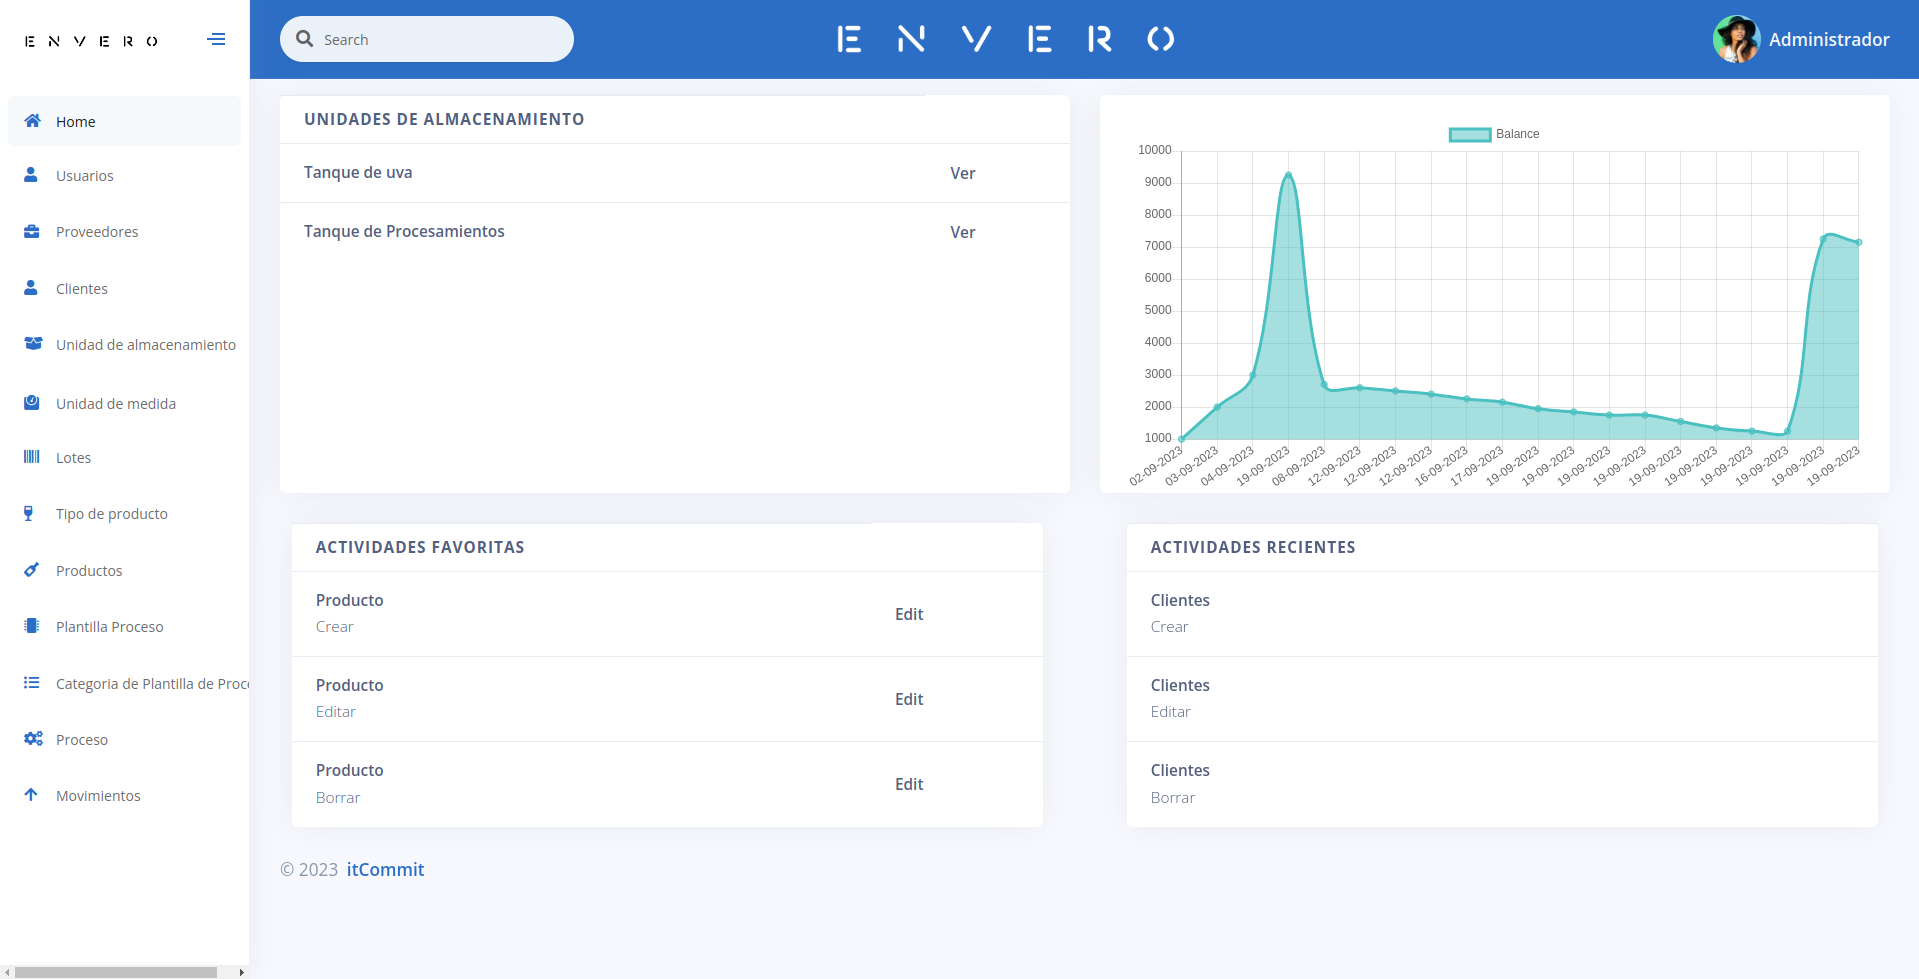 ENVERO
Search
ENVERO
Administrador
Home
Usuarios
Proveedores
Clientes
Unidad de almacenamiento
Unidad de medida
Lotes
Tipo de producto
Productos
Plantilla Proceso
Categoria de Plantilla de Proc
Proceso
Movimientos
UNIDADES DE ALMACENAMIENTO
Tanque de uva Ver
Tanque de Procesamientos Ver
Balance
10000
9000
8000
7000
6000
5000
4000
3000
2000
1000
02-09-2023
03-09-2023
04-09-2023
19-09-2023
08-09-2023
12-09-2023
12-09-2023
12-09-2023
16-09-2023
17-09-2023
19-09-2023
19-09-2023
19-09-2023
19-09-2023
19-09-2023
19-09-2023
19-09-2023
19-09-2023
19-09-2023
19-09-2023
ACTIVIDADES FAVORITAS
Producto
Crear
Edit
Producto
Editar
Edit
Producto
Borrar
Edit
ACTIVIDADES RECIENTES
Clientes
Crear
Clientes
Editar
Clientes
Borrar
© 2023 itCommit